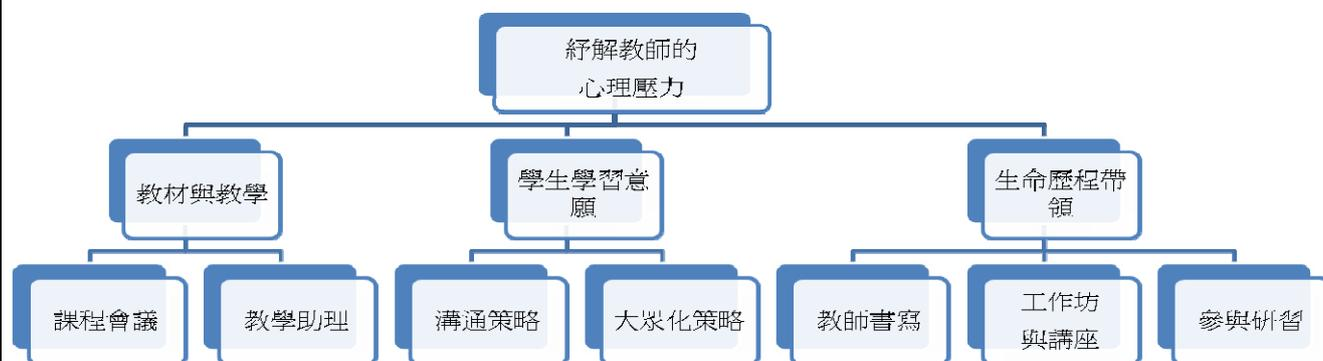 紓解教師的
心理壓力
教材與教學
學生學習意
願
生命歷程帶
領
課程會議
教學助理
溝通策略
大眾化策略
教師書寫
工作坊
與講座
參與研習